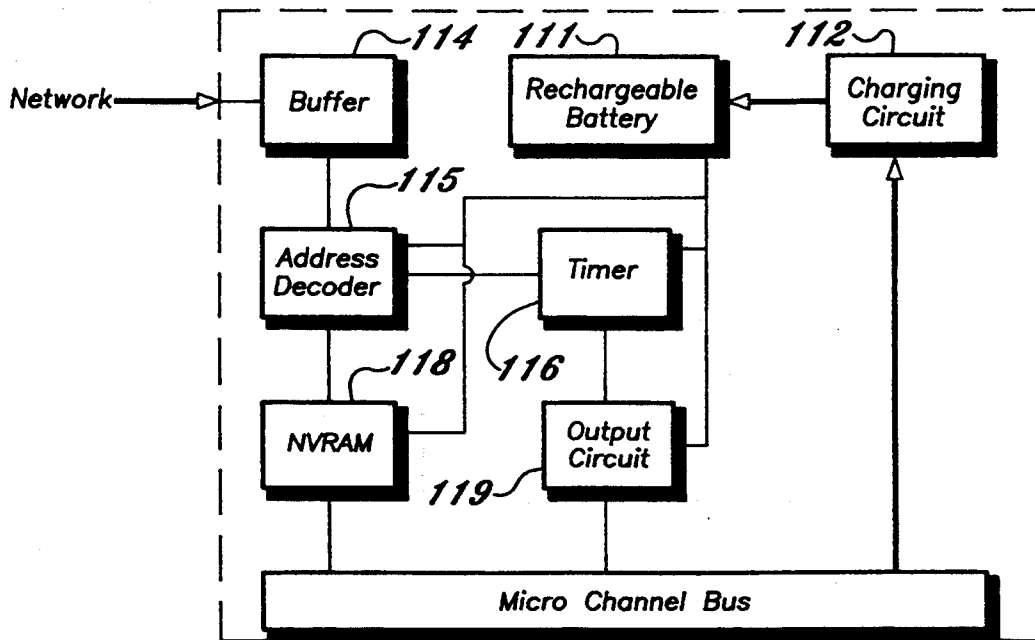 114
111
112
Network
Buffer
Rechargeable
Battery
Charging
Circuit
115
Address
Decoder
Timer
116
118
NVRAM
Output
Circuit
119
Micro Channel Bus